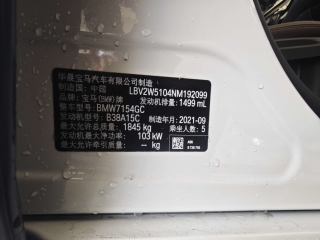 华晨宝马汽车有限公司制造
制造国：中国 LBV2W5104NM192099
品牌：宝马(BMW)牌 发动机排量：1499 mL
整车型号：BMW7154GC
发动机型号：B38A15C 制造年月：2021-09
最大允许总质量：1845 kg 乘坐人数：5
发动机最大净功率：103 kW
最大允许牵引质量：— kg